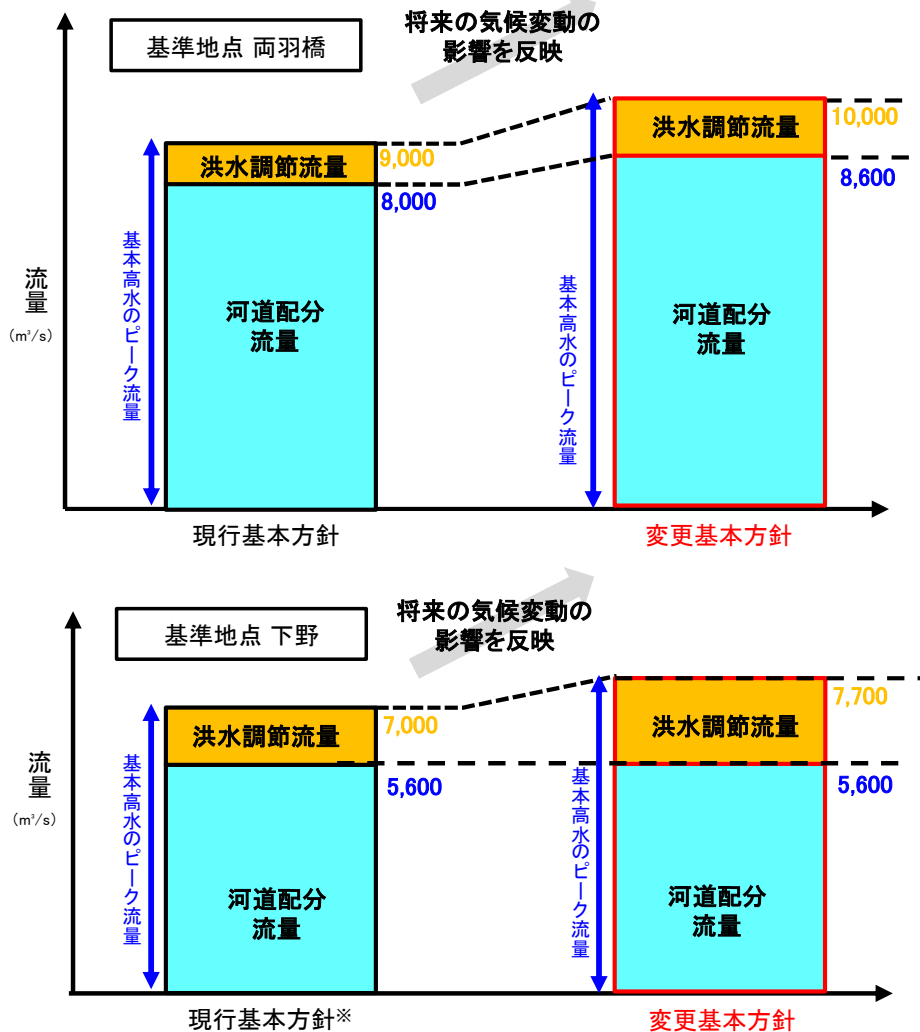 将来の気候変動の
影響を反映
基準地点 両羽橋
洪水調節流量
9,000
8,000
洪水調節流量
10,000
8,600
流量
(m³/s)
基本高水のピーク流量
河道配分
流量
基本高水のピーク流量
河道配分
流量
現行基本方針
変更基本方針
将来の気候変動の
影響を反映
基準地点 下野
洪水調節流量
7,000
5,600
洪水調節流量
7,700
5,600
流量
(m³/s)
基本高水のピーク流量
河道配分
流量
基本高水のピーク流量
河道配分
流量
現行基本方針※
変更基本方針